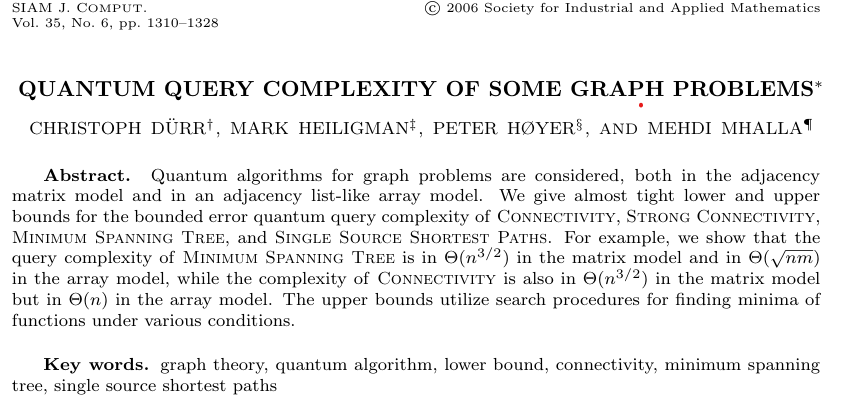 SIAM J. COMPUT.
© 2006 Society for Industrial and Applied Mathematics
Vol. 35, No. 6, pp. 1310–1328
QUANTUM QUERY COMPLEXITY OF SOME GRAPH PROBLEMS*
CHRISTOPH DÜRR†, MARK HEILIGMAN‡, PETER HØYER§, AND MEHDI MHALLA¶
Abstract. Quantum algorithms for graph problems are considered, both in the adjacency
matrix model and in an adjacency list-like array model. We give almost tight lower and upper
bounds for the bounded error quantum query complexity of CONNECTIVITY, STRONG CONNECTIVITY,
MINIMUM SPANNING TREE, and SINGLE SOURCE SHORTEST PATHS. For example, we show that the
query complexity of MINIMUM SPANNING TREE is in Θ(n^{3/2}) in the matrix model and in Θ(√nm)
in the array model, while the complexity of CONNECTIVITY is also in Θ(n^{3/2}) in the matrix model
but in Θ(n) in the array model. The upper bounds utilize search procedures for finding minima of
functions under various conditions.
Key words. graph theory, quantum algorithm, lower bound, connectivity, minimum spanning
tree, single source shortest paths